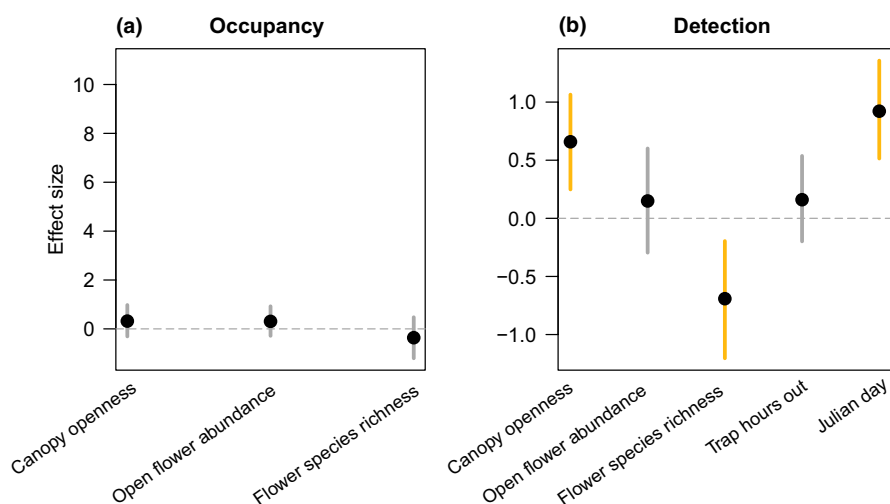 (a) Occupancy
Effect size
10
8
6
4
2
0
Canopy openness
Open flower abundance
Flower species richness
(b) Detection
1.0
0.5
0.0
−0.5
−1.0
Canopy openness
Open flower abundance
Flower species richness
Trap hours out
Julian day